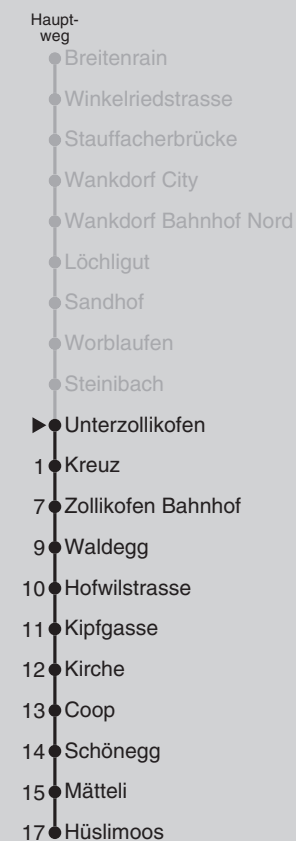 Haupt-
weg
Breitenrain
Winkelriedstrasse
Stauffacherbrücke
Wankdorf City
Wankdorf Bahnhof Nord
Löchligut
Sandhof
Worblaufen
Steinibach
Unterzollikofen
1 Kreuz
7 Zollikofen Bahnhof
9 Waldegg
10 Hofwilstrasse
11 Kipfgasse
12 Kirche
13 Coop
14 Schönegg
15 Mätteli
17 Hüslimoos